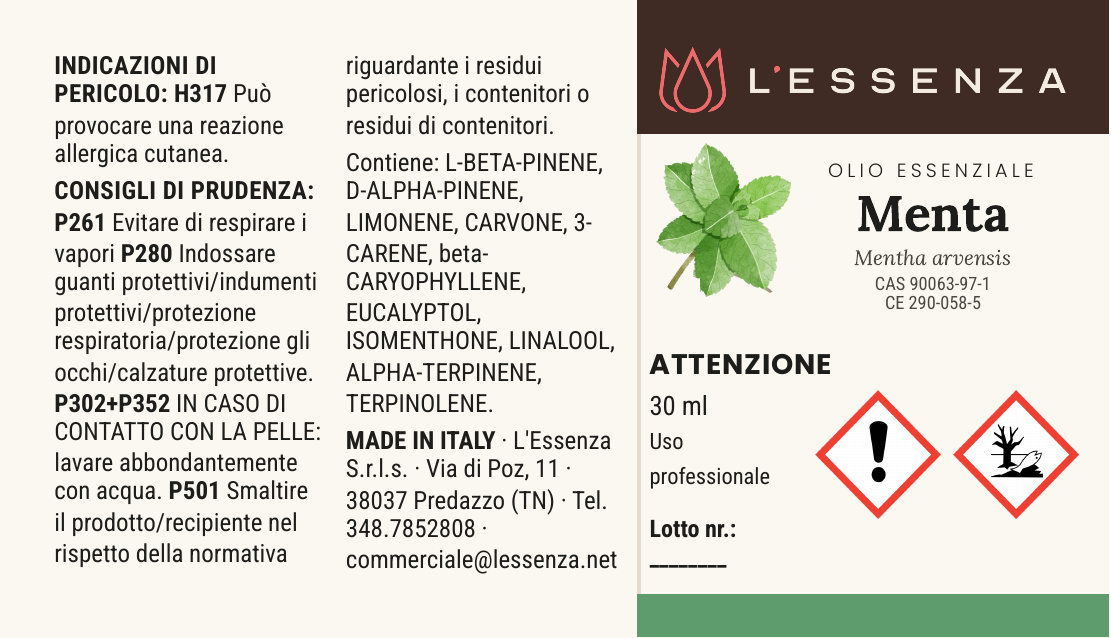 INDICAZIONI DI
PERICOLO: H317 Può
provocare una reazione
allergica cutanea.
CONSIGLI DI PRUDENZA:
P261 Evitare di respirare i
vapori P280 Indossare
guanti protettivi/indumenti
protettivi/protezione
respiratoria/protezione gli
occhi/calzature protettive.
P302+P352 IN CASO DI
CONTATTO CON LA PELLE:
lavare abbondantemente
con acqua. P501 Smaltire
il prodotto/recipiente nel
rispetto della normativa
riguardante i residui
pericolosi, i contenitori o
residui di contenitori.
Contiene: L-BETA-PINENE,
D-ALPHA-PINENE,
LIMONENE, CARVONE, 3-
CARENE, beta-
CARYOPHYLLENE,
EUCALYPTOL,
ISOMENTHONE, LINALOOL,
ALPHA-TERPINENE,
TERPINOLENE.
MADE IN ITALY · L'Essenza
S.r.l.s. · Via di Poz, 11 ·
38037 Predazzo (TN) · Tel.
348.7852808 ·
commerciale@lessenza.net
L'ESSENZA
OLIO ESSENZIALE
Menta
Mentha arvensis
CAS 90063-97-1
CE 290-058-5
ATTENZIONE
30 ml
Uso
professionale
Lotto nr.:
________